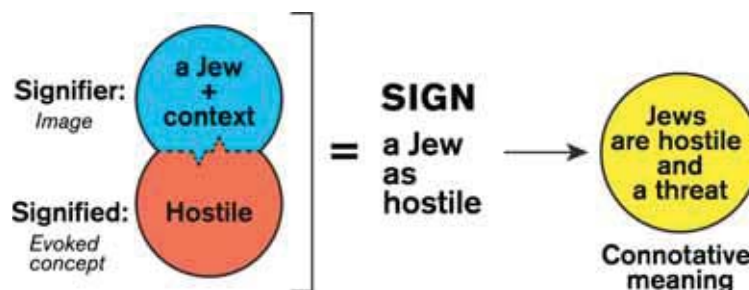 Signifier:
Image
a Jew
+
context
Signified:
Evoked
concept
Hostile
=
SIGN
a Jew
as
hostile
Jews
are hostile
and
a threat
Connotative
meaning